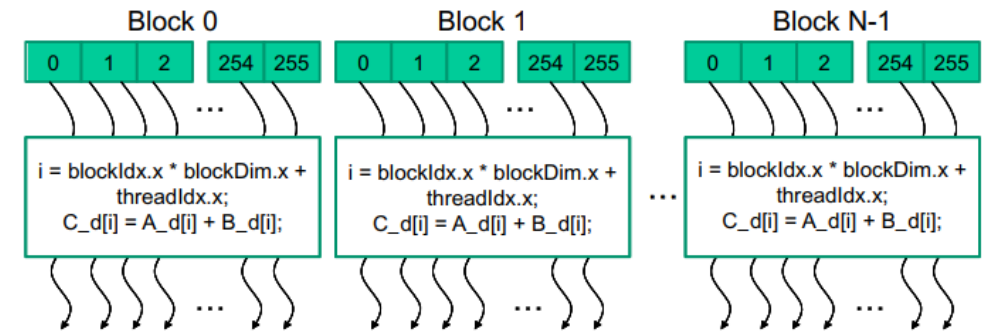 Block 0
Block 1
Block N-1
0 1 2 254 255
0 1 2 254 255
0 1 2 254 255
...
...
...
i = blockIdx.x * blockDim.x +
threadIdx.x;
C_d[i] = A_d[i] + B_d[i];
i = blockIdx.x * blockDim.x +
threadIdx.x;
C_d[i] = A_d[i] + B_d[i];
...
i = blockIdx.x * blockDim.x +
threadIdx.x;
C_d[i] = A_d[i] + B_d[i];
...
...
...